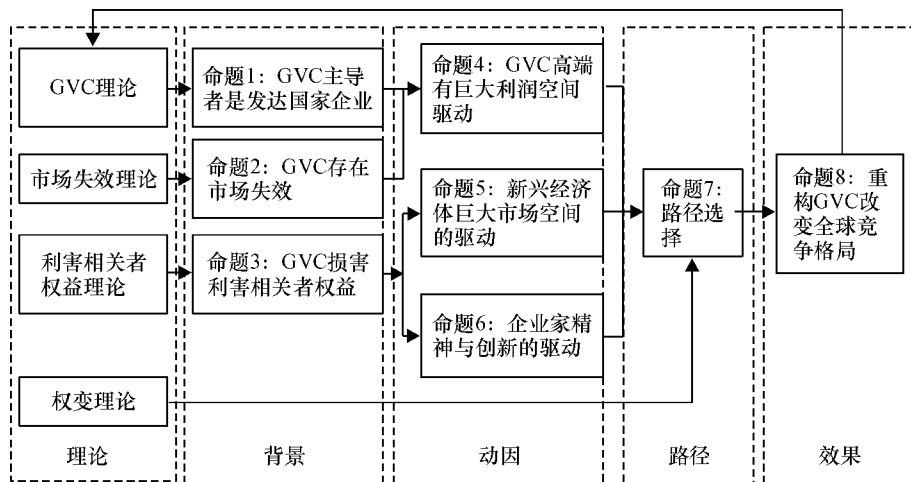 GVC理论
市场失效理论
利害相关者
权益理论
权变理论
理论
命题1：GVC主导
者是发达国家企业
命题2：GVC存在
市场失效
命题3：GVC损害
利害相关者权益
背景
命题4：GVC高端
有巨大利润空间
驱动
命题5：新兴经济
体巨大市场空间
的驱动
命题6：企业家精
神与创新的驱动
动因
命题7：
路径选
择
路径
命题8：重
构GVC改
变全球竞
争格局
效果